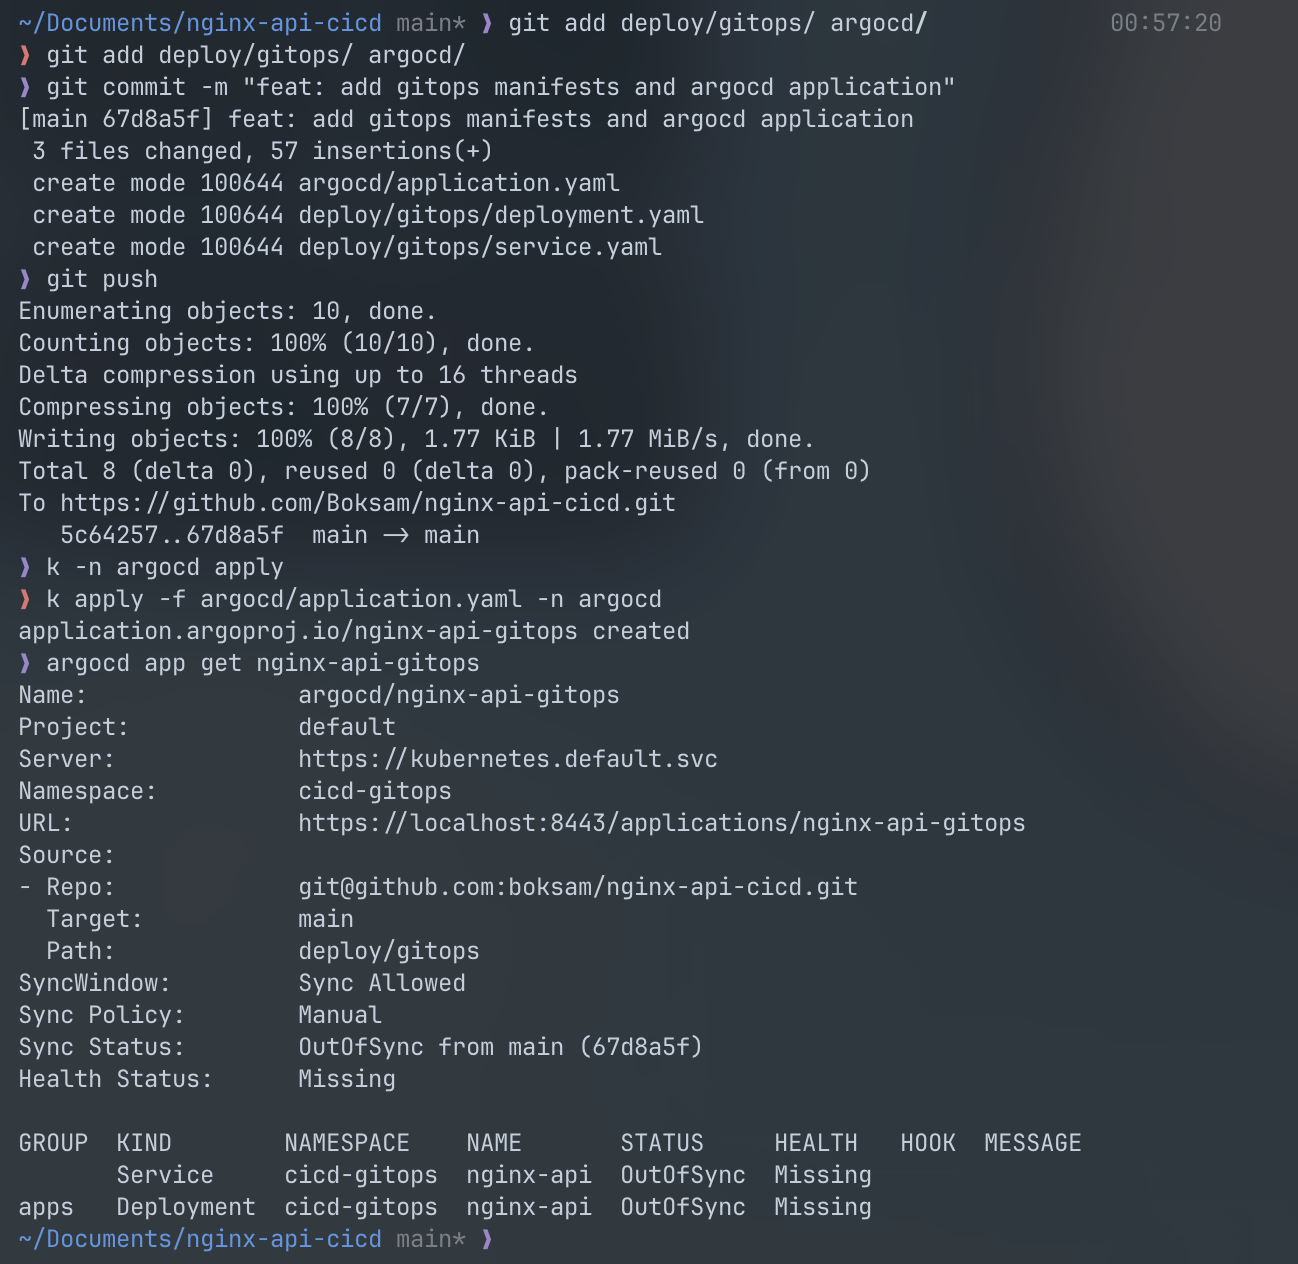 ~/Documents/nginx-api-cicd main* ❯ git add deploy/gitops/ argocd/ 00:57:20
❯ git add deploy/gitops/ argocd/
❯ git commit -m "feat: add gitops manifests and argocd application"
[main 67d8a5f] feat: add gitops manifests and argocd application
 3 files changed, 57 insertions(+)
 create mode 100644 argocd/application.yaml
 create mode 100644 deploy/gitops/deployment.yaml
 create mode 100644 deploy/gitops/service.yaml
❯ git push
Enumerating objects: 10, done.
Counting objects: 100% (10/10), done.
Delta compression using up to 16 threads
Compressing objects: 100% (7/7), done.
Writing objects: 100% (8/8), 1.77 KiB | 1.77 MiB/s, done.
Total 8 (delta 0), reused 0 (delta 0), pack-reused 0 (from 0)
To https://github.com/Boksam/nginx-api-cicd.git
   5c64257..67d8a5f  main -> main
❯ k -n argocd apply
❯ k apply -f argocd/application.yaml -n argocd
application.argoproj.io/nginx-api-gitops created
❯ argocd app get nginx-api-gitops
Name:               argocd/nginx-api-gitops
Project:            default
Server:             https://kubernetes.default.svc
Namespace:          cicd-gitops
URL:                https://localhost:8443/applications/nginx-api-gitops
Source:
- Repo:             git@github.com:boksam/nginx-api-cicd.git
  Target:           main
  Path:             deploy/gitops
SyncWindow:         Sync Allowed
Sync Policy:        Manual
Sync Status:        OutOfSync from main (67d8a5f)
Health Status:      Missing

GROUP  KIND        NAMESPACE    NAME       STATUS     HEALTH   HOOK  MESSAGE
       Service     cicd-gitops  nginx-api  OutOfSync  Missing
apps   Deployment  cicd-gitops  nginx-api  OutOfSync  Missing
~/Documents/nginx-api-cicd main* ❯